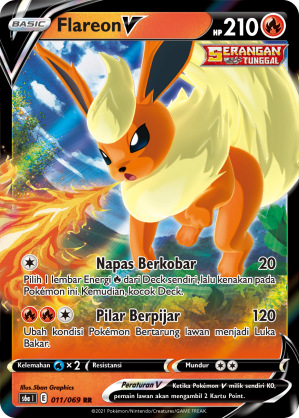 BASIC
Flareon V
HP 210
SERANGAN
TUNGGAL
Napas Berkobar 20
Pilih 1 lembar Energi dari Deck sendiri, lalu kenakan pada
Pokémon ini. Kemudian, kocok Deck.
Pilar Berpijar 120
Ubah kondisi Pokémon Bertarung lawan menjadi Luka
Bakar.
Kelemahan × 2 Resistansi Mundur
Illus. 5ban Graphics
Peraturan V Ketika Pokémon V milik sendiri KO,
pemain lawan akan mengambil 2 Kartu Point.
s6a I E 011/069 RR
©2021 Pokémon/Nintendo/Creatures/GAME FREAK.